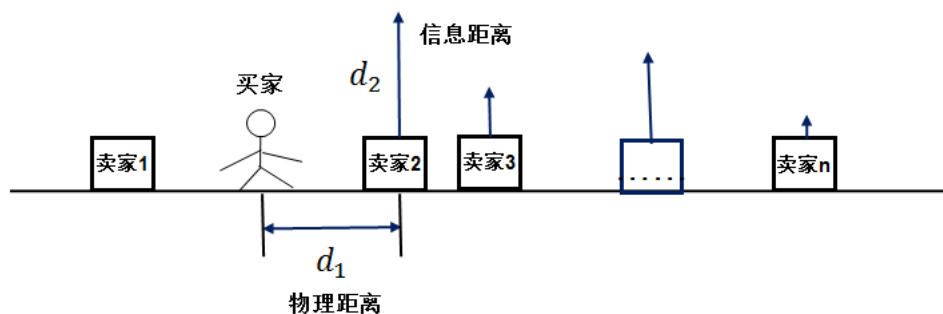 信息距离
d₂
买家
卖家1
卖家2
卖家3
......
卖家n
d₁
物理距离